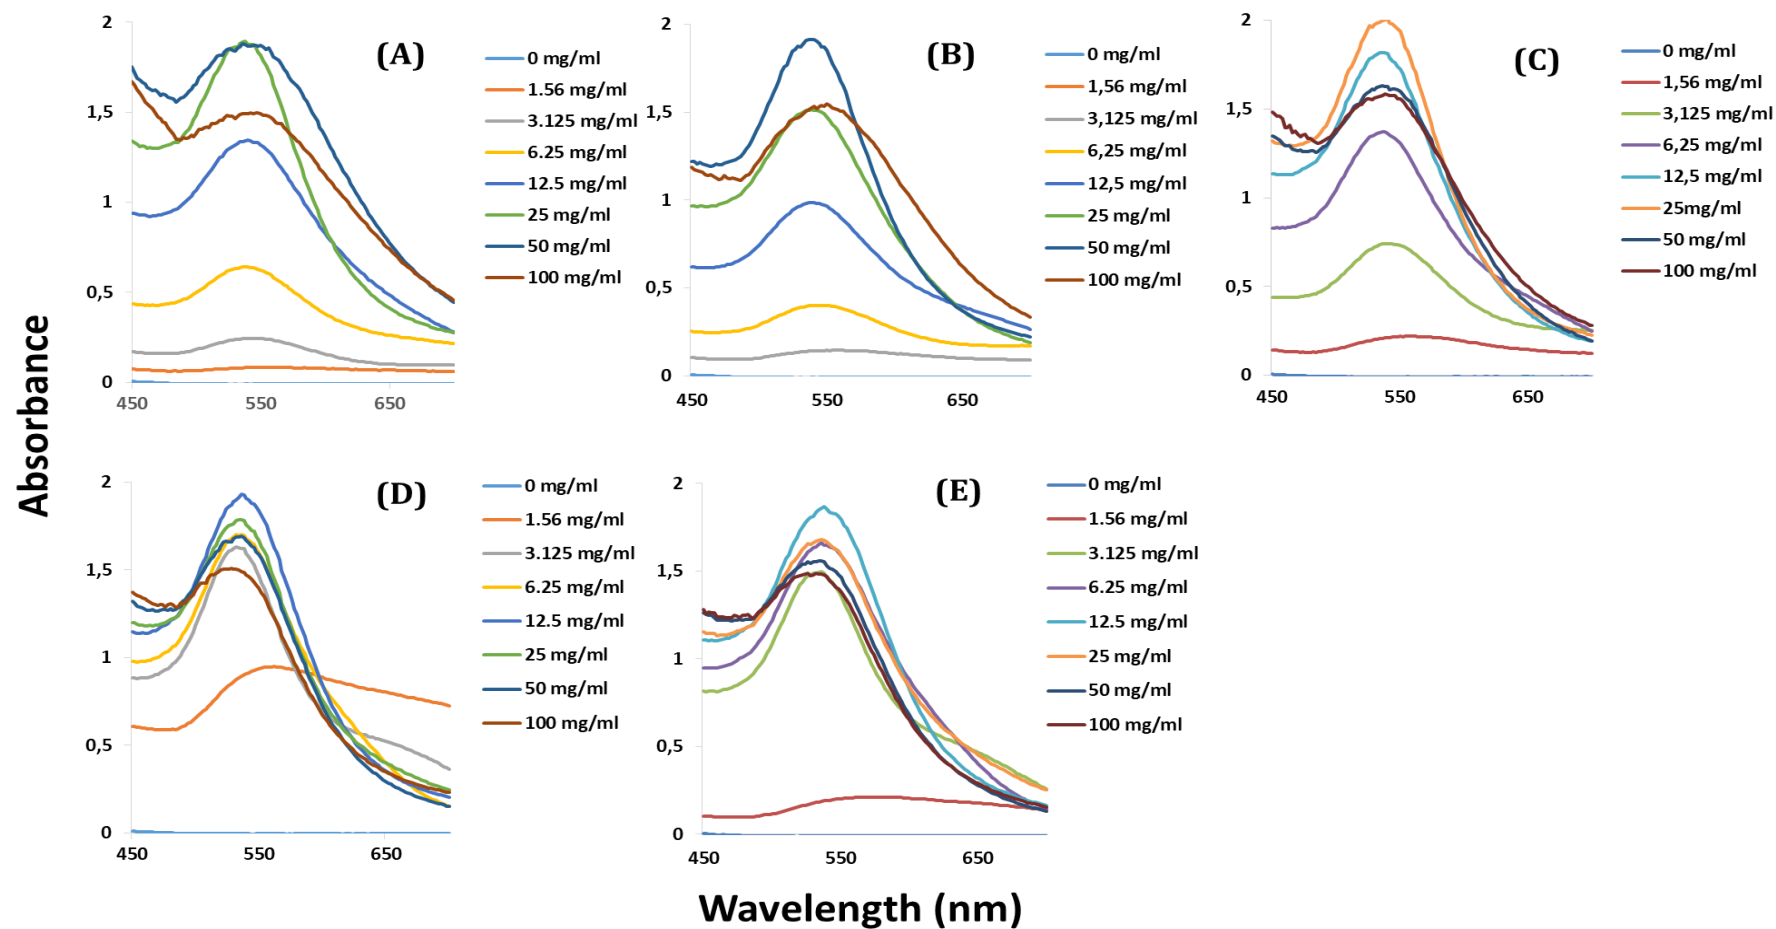 Absorbance
2
1,5
1
0,5
0
450
550
650
(A)
0 mg/ml
1.56 mg/ml
3.125 mg/ml
6.25 mg/ml
12.5 mg/ml
25 mg/ml
50 mg/ml
100 mg/ml
2
1,5
1
0,5
0
450
550
650
(B)
0 mg/ml
1,56 mg/ml
3,125 mg/ml
6,25 mg/ml
12,5 mg/ml
25 mg/ml
50 mg/ml
100 mg/ml
2
1,5
1
0,5
0
450
550
650
(C)
0 mg/ml
1,56 mg/ml
3,125 mg/ml
6,25 mg/ml
12,5 mg/ml
25mg/ml
50 mg/ml
100 mg/ml
2
1,5
1
0,5
0
450
550
650
(D)
0 mg/ml
1.56 mg/ml
3.125 mg/ml
6.25 mg/ml
12.5 mg/ml
25 mg/ml
50 mg/ml
100 mg/ml
2
1,5
1
0,5
0
450
550
650
(E)
0 mg/ml
1.56 mg/ml
3.125 mg/ml
6.25 mg/ml
12.5 mg/ml
25 mg/ml
50 mg/ml
100 mg/ml
Wavelength (nm)